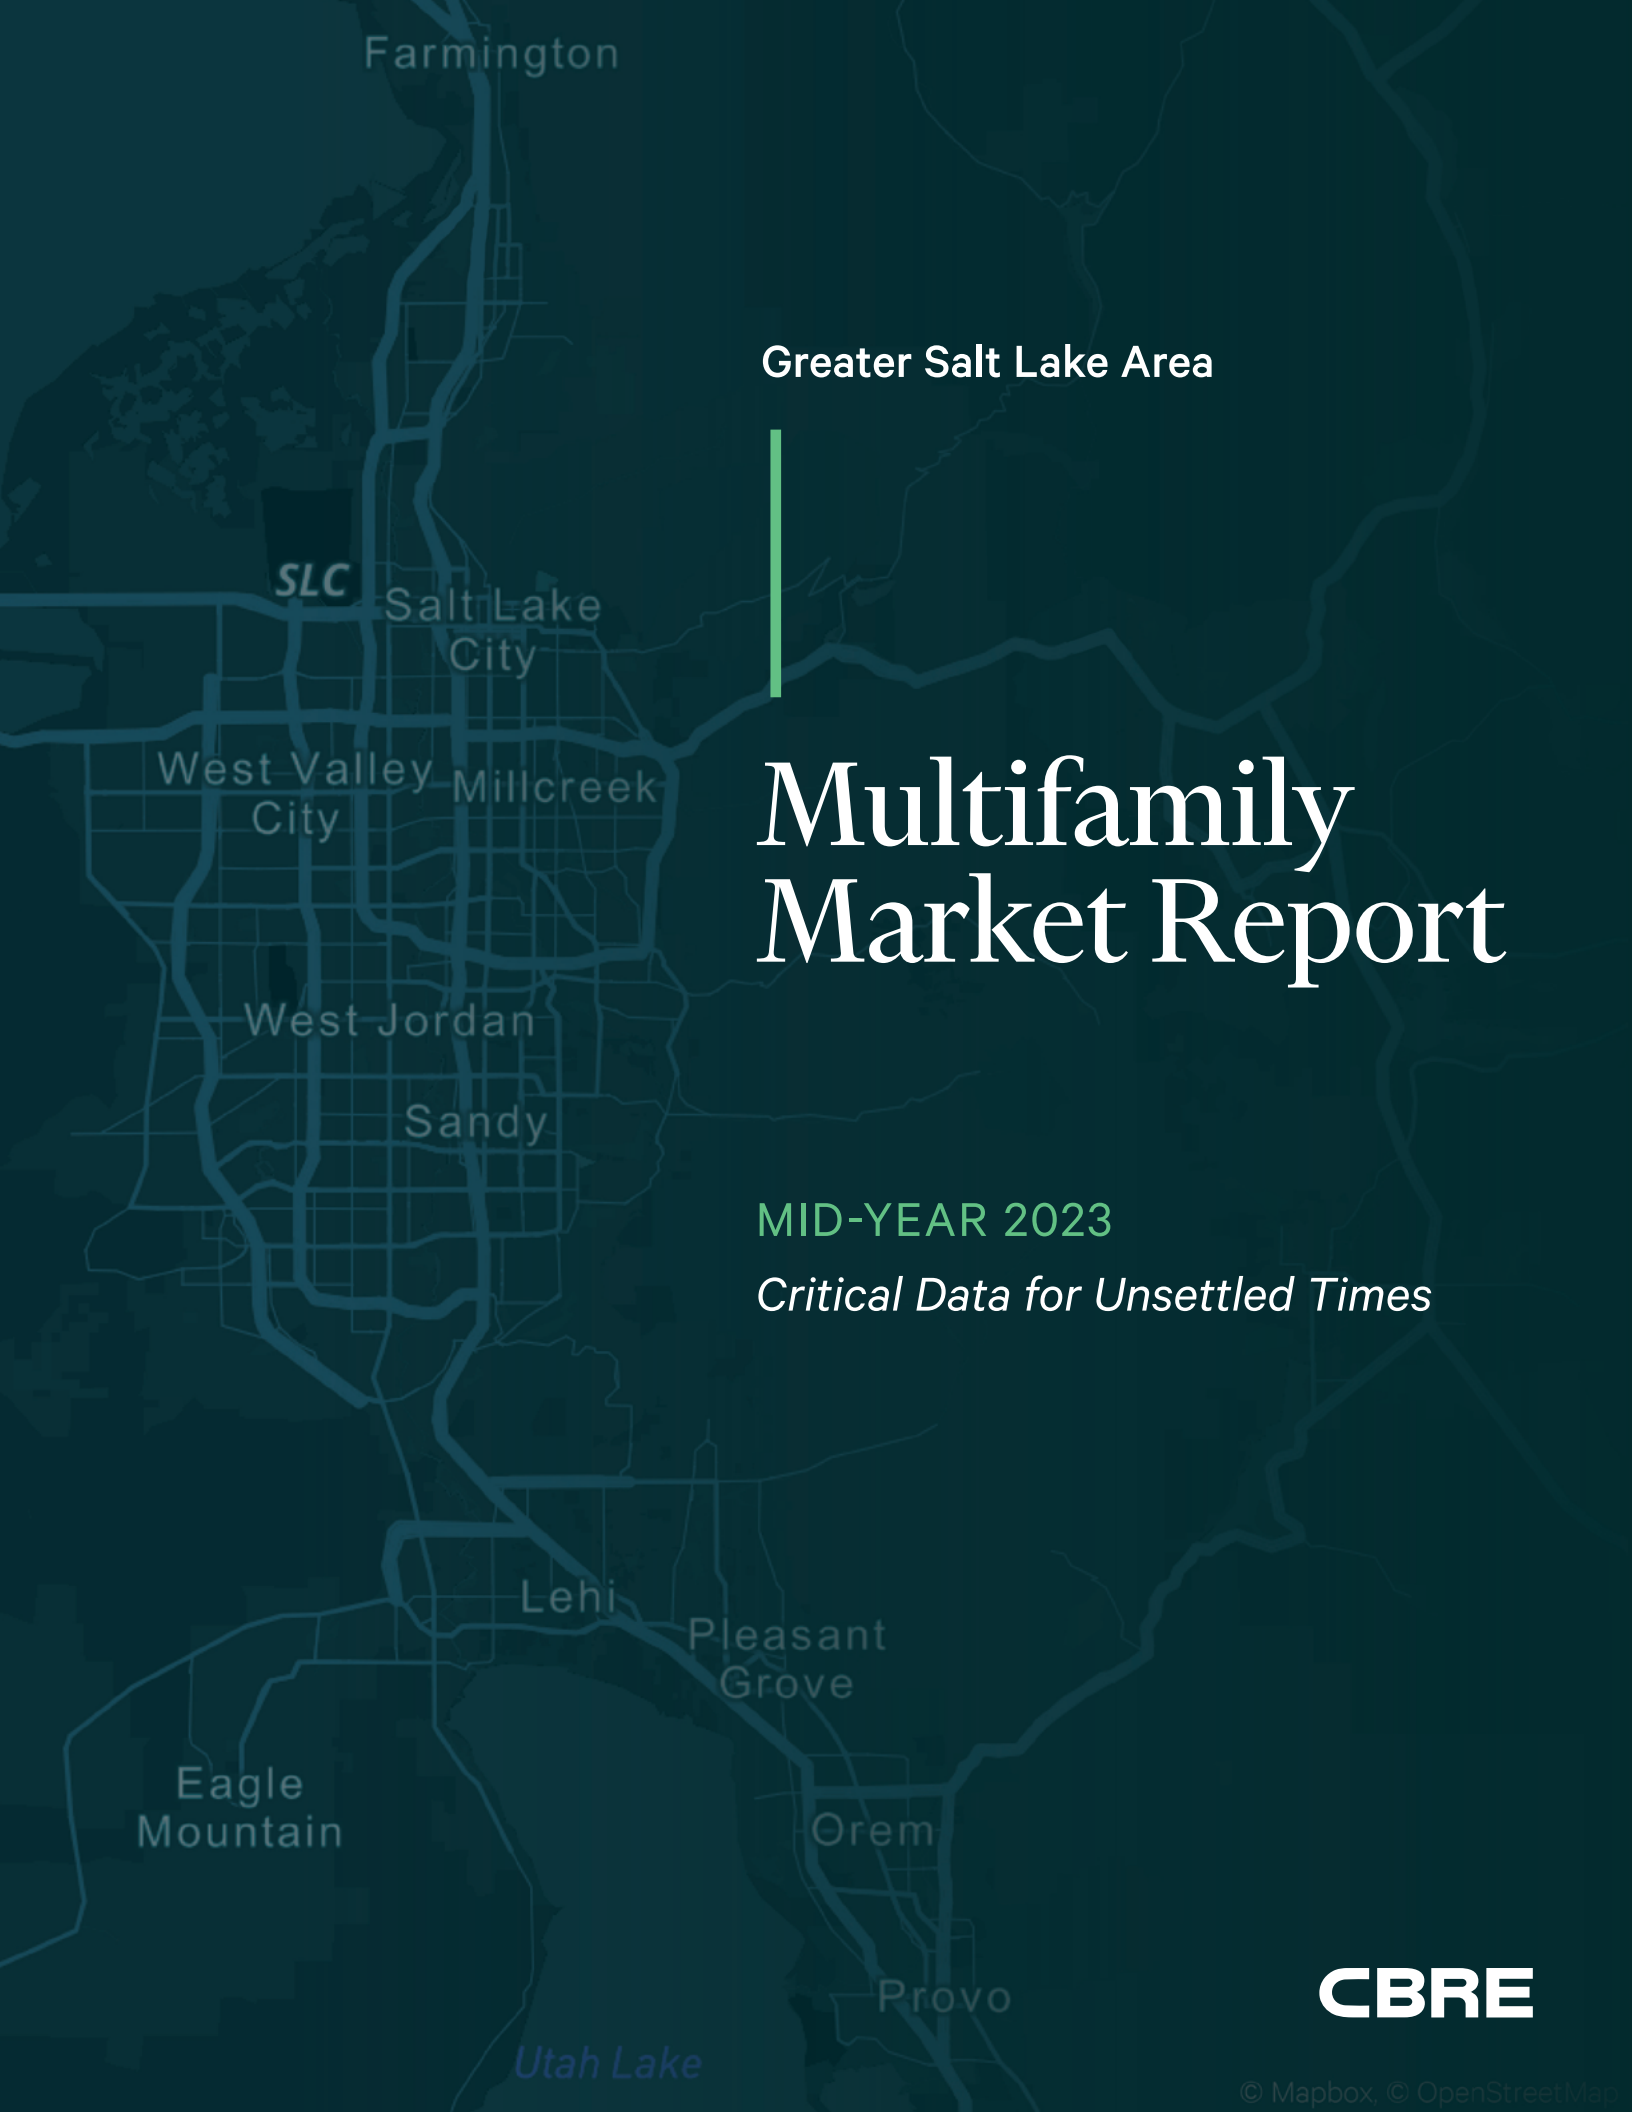 Farmington
Greater Salt Lake Area
SLC
Salt Lake
City
West Valley
City
Millcreek
Multifamily
Market Report
West Jordan
Sandy
MID-YEAR 2023
Critical Data for Unsettled Times
Lehi
Pleasant
Grove
Eagle
Mountain
Orem
Provo
CBRE
Utah Lake
© Mapbox, © OpenStreetMap